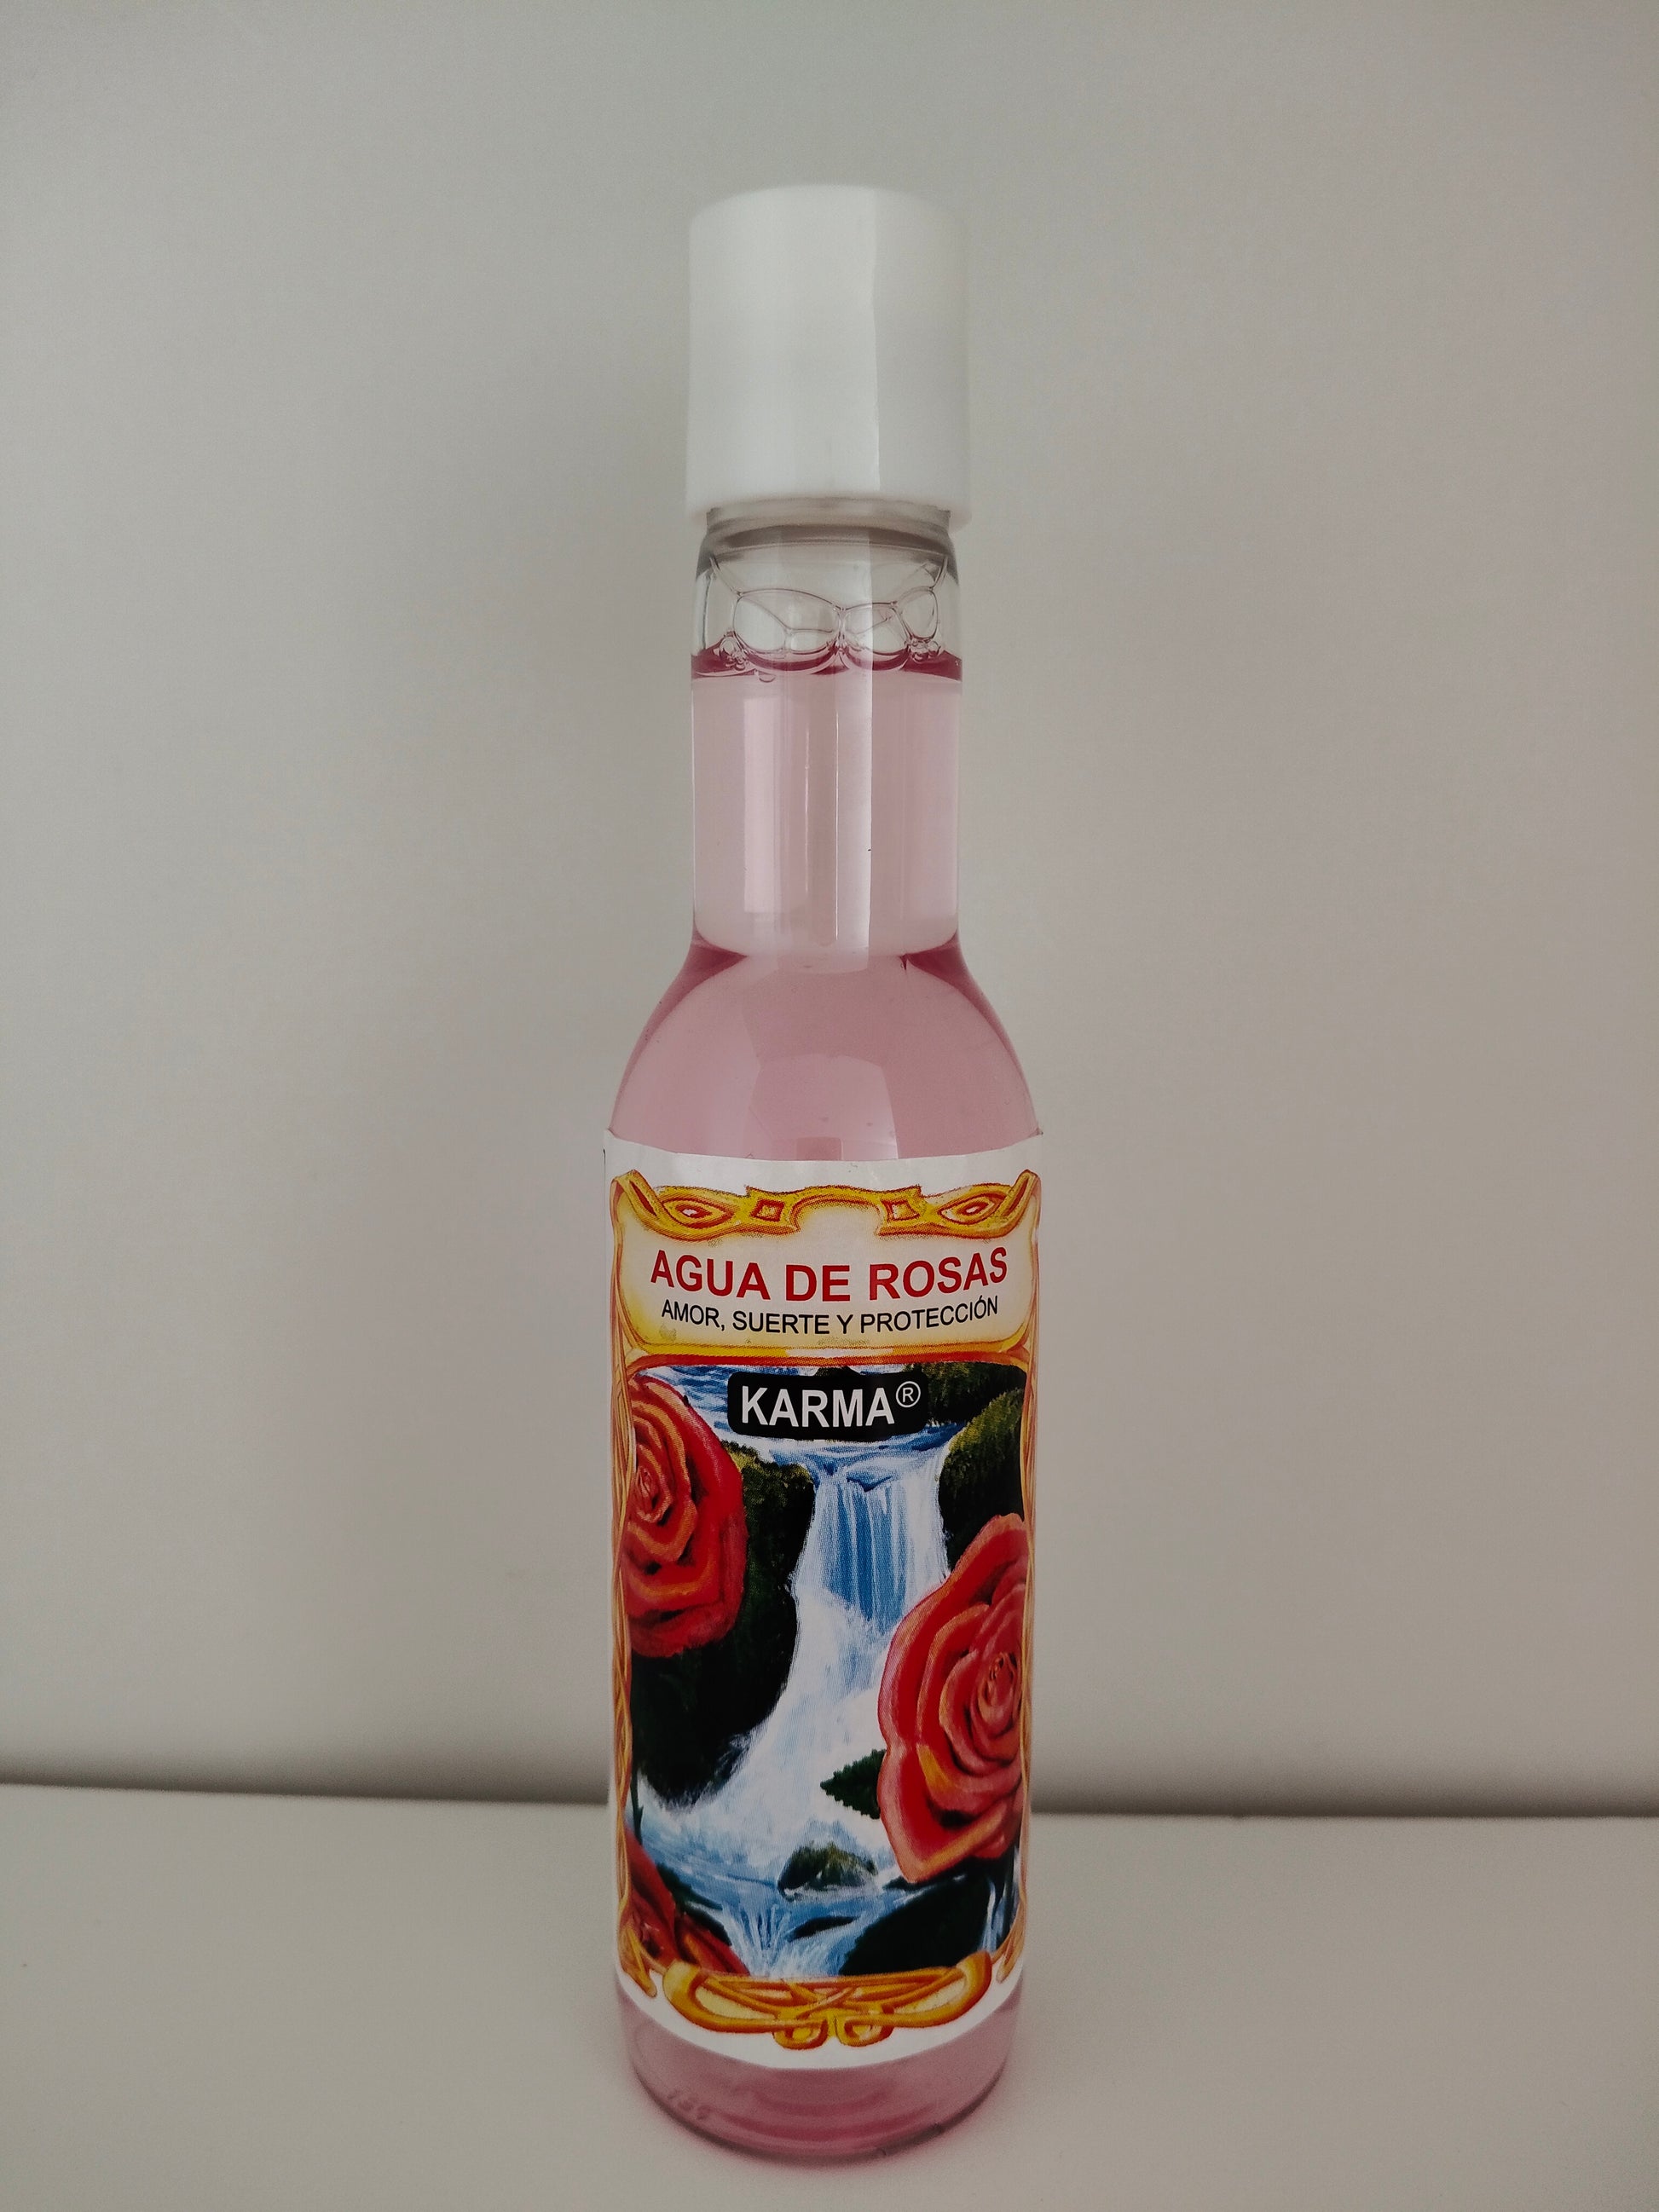 AGUA DE ROSAS
AMOR, SUERTE Y PROTECCIÓN
KARMA®